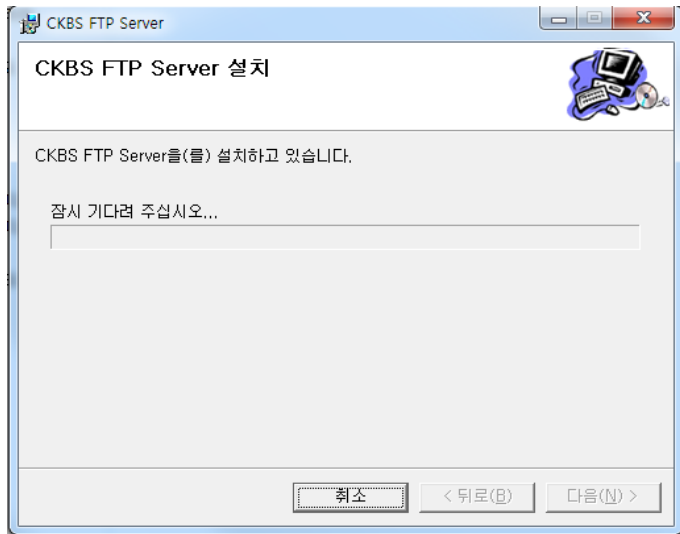 CKBS FTP Server
CKBS FTP Server 설치
CKBS FTP Server을(를) 설치하고 있습니다.
잠시 기다려 주십시오...
취소
< 뒤로(B)
다음(N) >